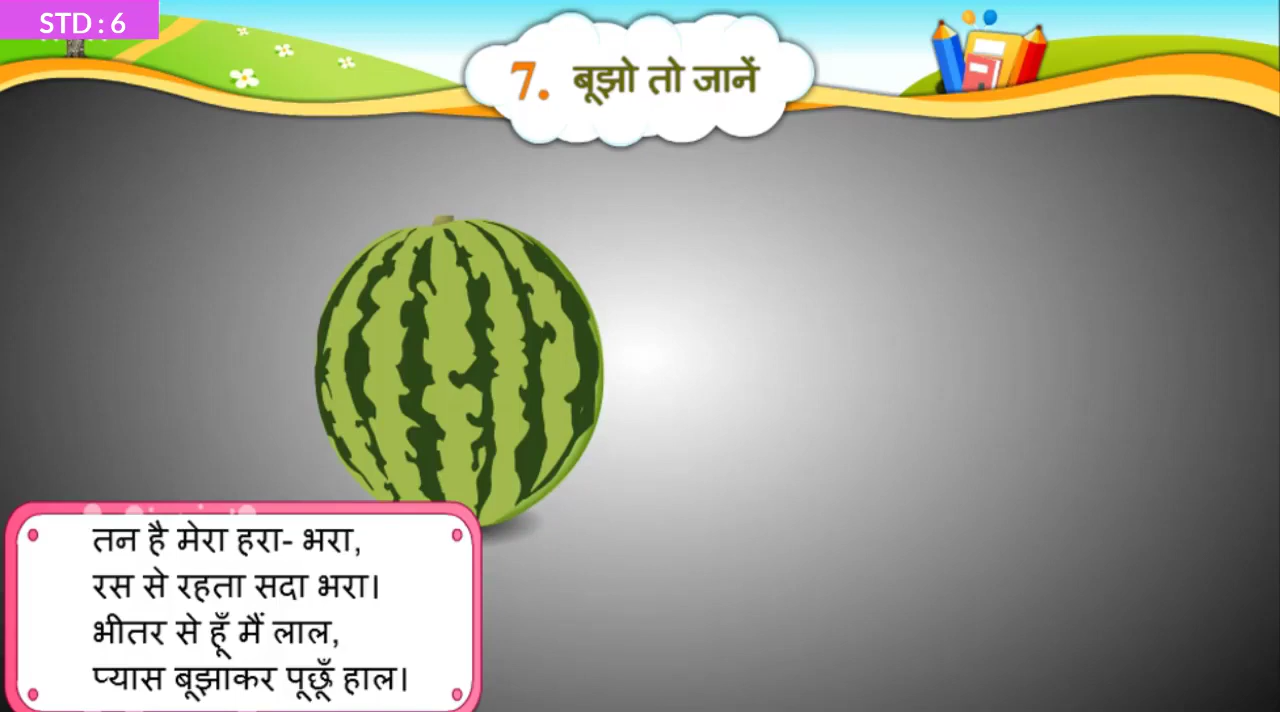 STD : 6
7. बूझो तो जानें
तन है मेरा हरा- भरा,
रस से रहता सदा भरा।
भीतर से हूँ मैं लाल,
प्यास बूझाकर पूछूँ हाल।